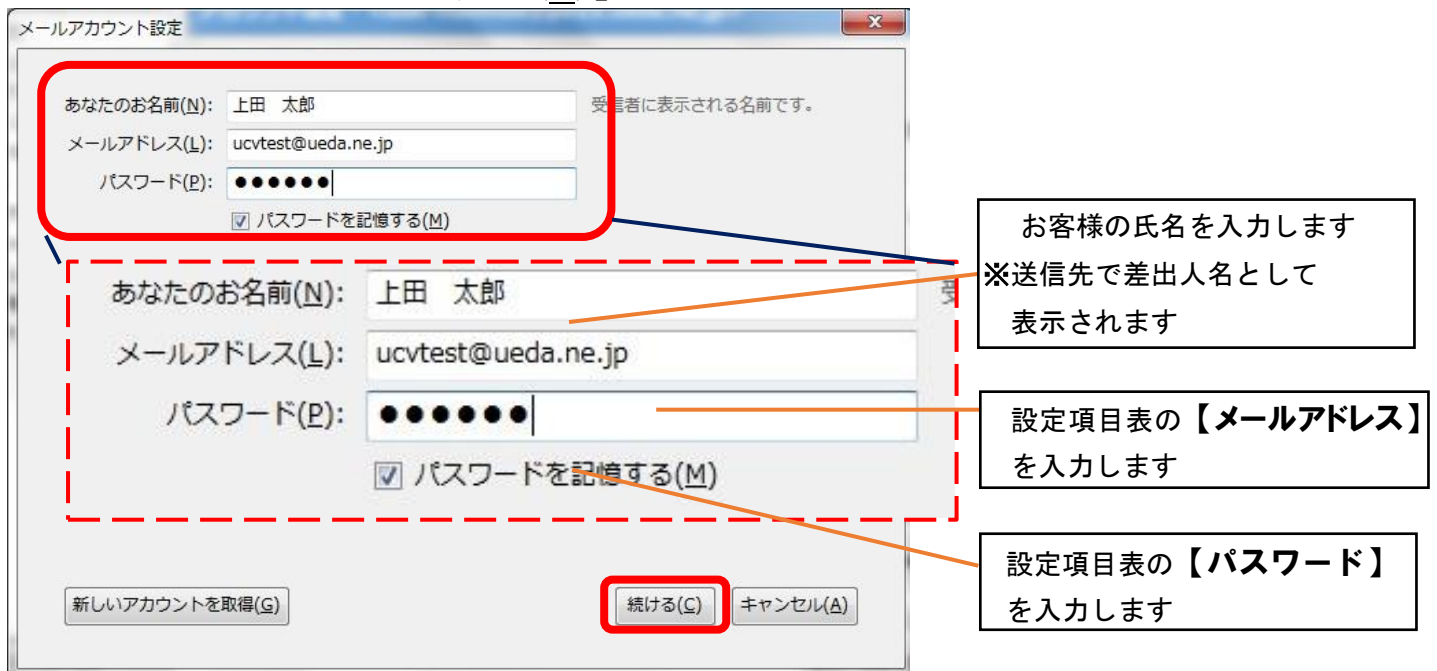 メールアカウント設定
あなたのお名前(N): 上田　太郎 受信者に表示される名前です。
メールアドレス(L): ucvtest@ueda.ne.jp
パスワード(P): ●●●●●●
パスワードを記憶する(M)
あなたのお名前(N): 上田　太郎
メールアドレス(L): ucvtest@ueda.ne.jp
パスワード(P): ●●●●●●
パスワードを記憶する(M)
新しいアカウントを取得(G) 続ける(C) キャンセル(A)
お客様の氏名を入力します
※送信先で差出人名として
表示されます
設定項目表の【メールアドレス】
を入力します
設定項目表の【パスワード】
を入力します